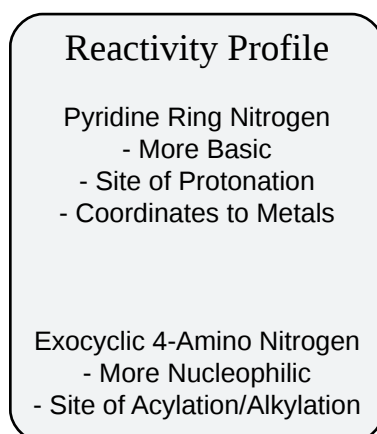 Reactivity Profile
Pyridine Ring Nitrogen
- More Basic
- Site of Protonation
- Coordinates to Metals
Exocyclic 4-Amino Nitrogen
- More Nucleophilic
- Site of Acylation/Alkylation